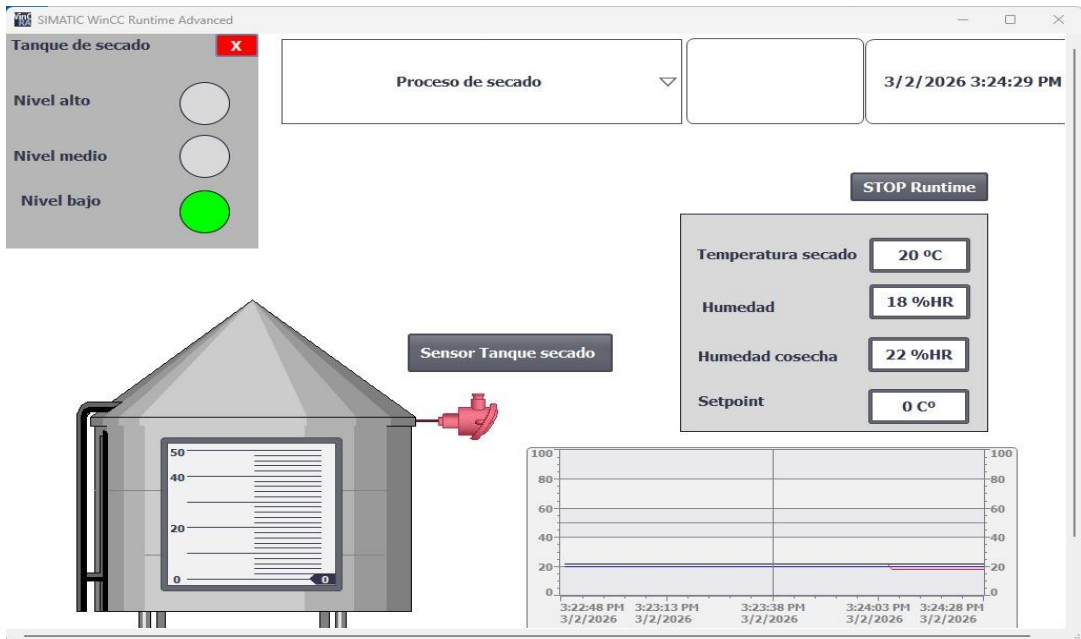 SIMATIC WinCC Runtime Advanced
Tanque de secado
X
Nivel alto
Nivel medio
Nivel bajo
Proceso de secado
3/2/2026 3:24:29 PM
STOP Runtime
Temperatura secado 20 ºC
Humedad 18 %HR
Humedad cosecha 22 %HR
Setpoint 0 Cº
Sensor Tanque secado
50
40
20
0 0
100 100
80 80
60 60
40 40
20 20
0 0
3:22:48 PM 3:23:13 PM 3:23:38 PM 3:24:03 PM 3:24:28 PM
3/2/2026 3/2/2026 3/2/2026 3/2/2026 3/2/2026